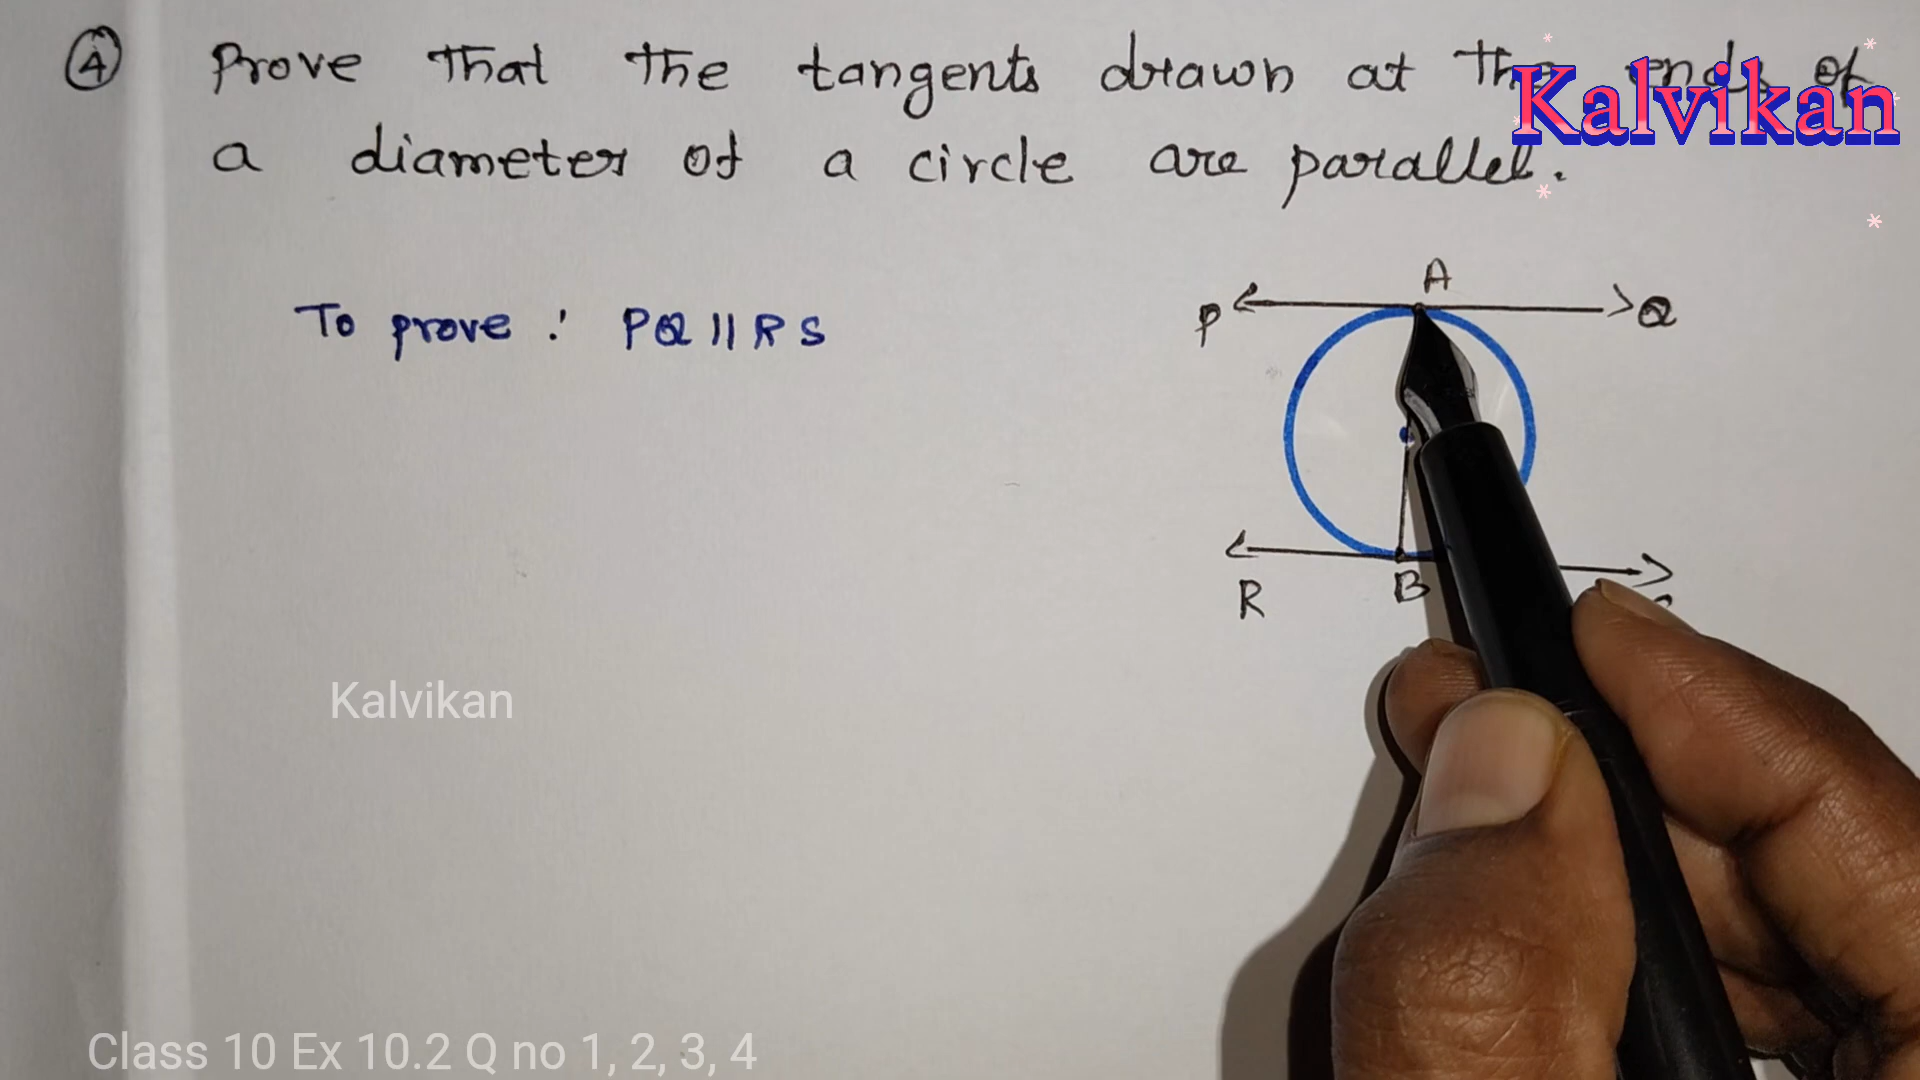 4 Prove that the tangents drawn at the ends of
Kalvikan
a diameter of a circle are parallel.
A
P Q
To prove : PQ || RS
B
R
Kalvikan
Class 10 Ex 10.2 Q no 1, 2, 3, 4